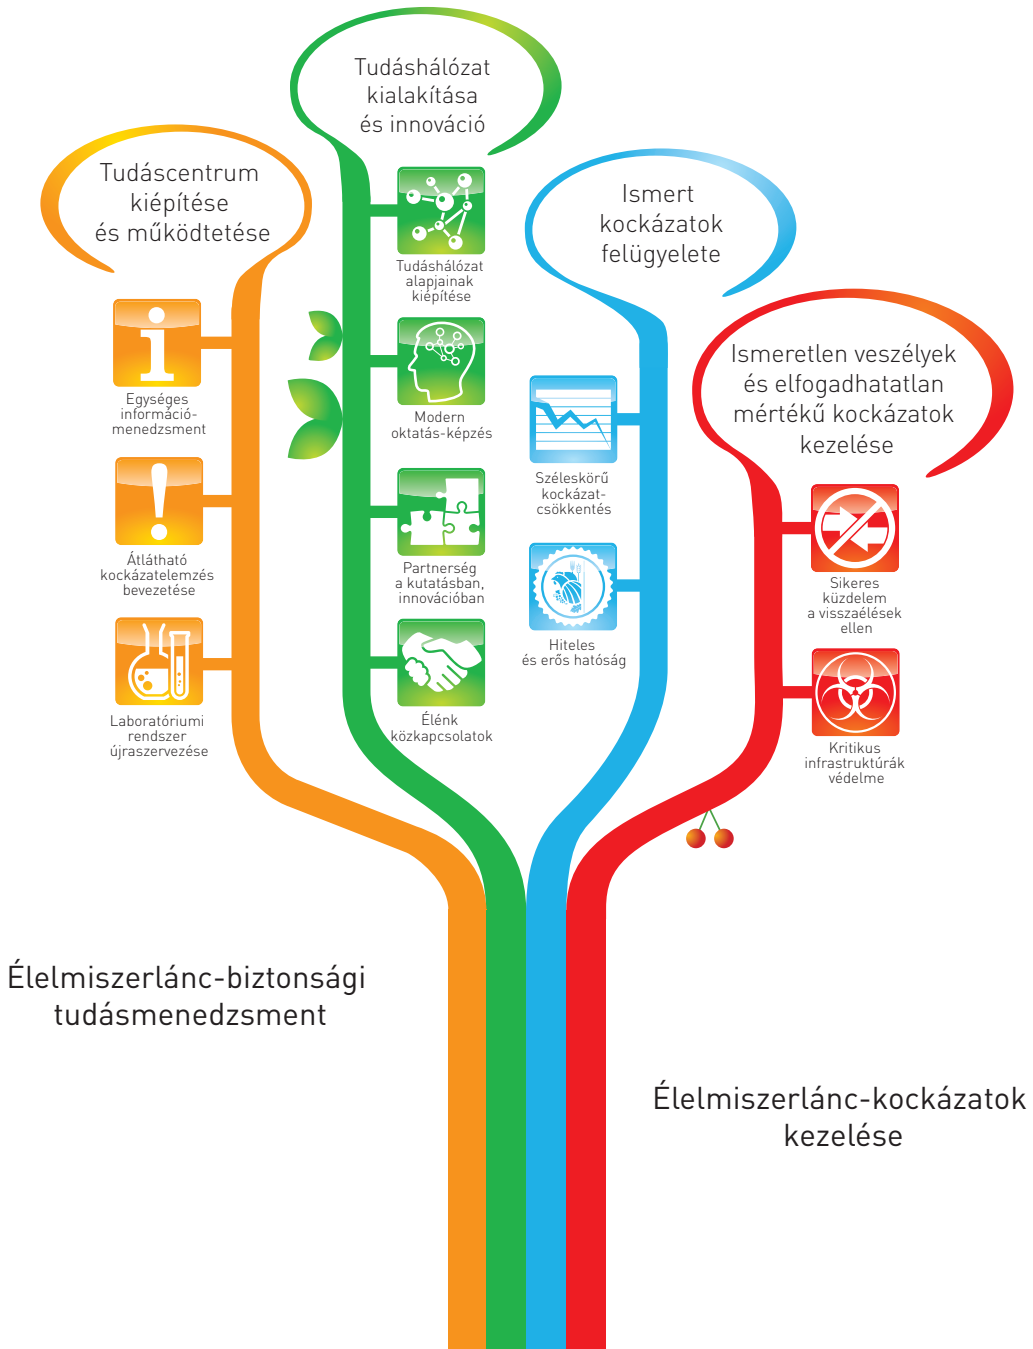 Tudáshálózat
kialakítása
és innováció
Tudáscentrum
kiépítése
és működtetése
Ismert
kockázatok
felügyelete
Ismeretlen veszélyek
és elfogadhatatlan
mértékű kockázatok
kezelése
Egységes
információ-
menedzsment
Átlátható
kockázatelemzés
bevezetése
Laboratóriumi
rendszer
újraszervezése
Tudáshálózat
alapjainak
kiépítése
Modern
oktatás-képzés
Partnerség
a kutatásban,
innovációban
Élénk
közkapcsolatok
Széleskörű
kockázat-
csökkentés
Hiteles
és erős hatóság
Sikeres
küzdelem
a visszaélések
ellen
Kritikus
infrastruktúrák
védelme
Élelmiszerlánc-biztonsági
tudásmenedzsment
Élelmiszerlánc-kockázatok
kezelése